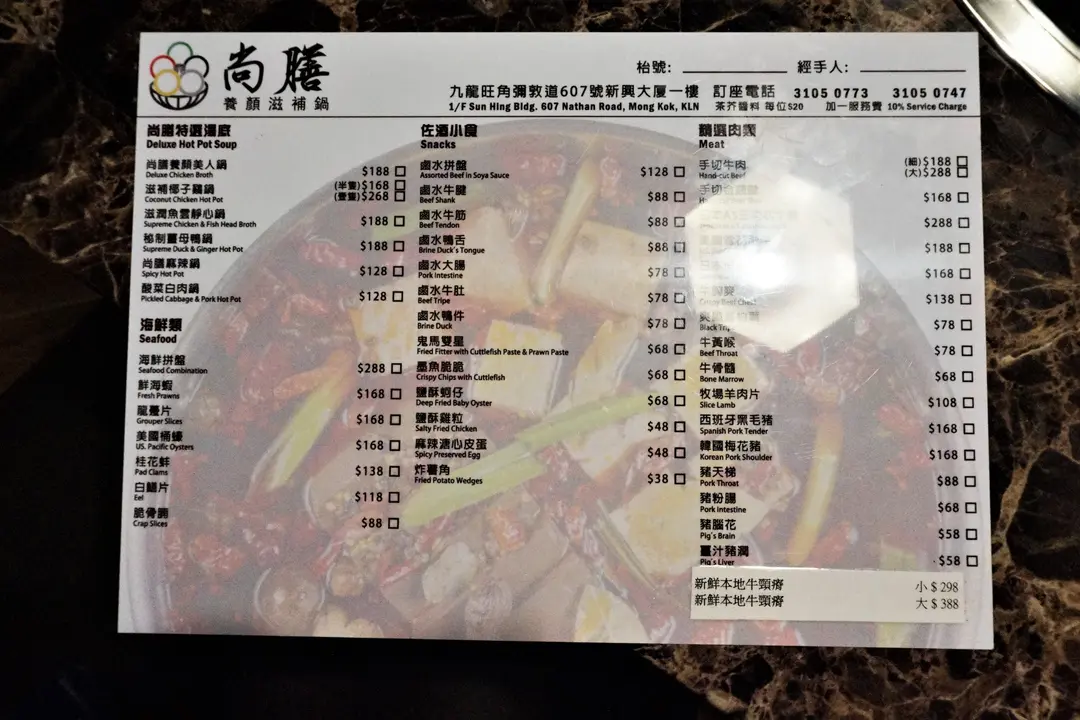 尚膳
養顏滋補鍋
枱號: 經手人:
九龍旺角彌敦道607號新興大厦一樓 訂座電話 3105 0773 3105 0747
1/F Sun Hing Bldg. 607 Nathan Road, Mong Kok, KLN 茶芥醬料 每位$20 加一服務費 10% Service Charge
尚膳特選湯底
Deluxe Hot Pot Soup
尚膳養顏美人鍋 $188
Deluxe Chicken Broth
滋補椰子雞鍋 (半隻)$168
Coconut Chicken Hot Pot (壹隻)$268
滋潤魚雲靜心鍋 $188
Supreme Chicken & Fish Head Broth
秘制薑母鴨鍋 $188
Supreme Duck & Ginger Hot Pot
尚膳麻辣鍋 $128
Spicy Hot Pot
酸菜白肉鍋 $128
Pickled Cabbage & Pork Hot Pot
海鮮類
Seafood
海鮮拼盤 $288
Seafood Combination
鮮海蝦 $168
Fresh Prawns
龍躉片 $168
Grouper Slices
美國桶蠔 $168
US. Pacific Oysters
桂花蚌 $138
Pad Clams
白鱔片 $118
Eel
脆骨腩 $88
Crap Slices
佐酒小食
Snacks
鹵水拼盤 $128
Assorted Beef in Soya Sauce
鹵水牛腱 $88
Beef Shank
鹵水牛筋 $88
Beef Tendon
鹵水鴨舌 $88
Brine Duck's Tongue
鹵水大腸 $78
Pork Intestine
鹵水牛肚 $78
Beef Tripe
鹵水鴨件 $78
Brine Duck
鬼馬雙星 $68
Fried Fitter with Cuttlefish Paste & Prawn Paste
墨魚脆脆 $68
Crispy Chips with Cuttlefish
鹽酥蚵仔 $68
Deep Fried Baby Oyster
鹽酥雞粒 $48
Salty Fried Chicken
麻辣溏心皮蛋 $48
Spicy Preserved Egg
炸薯角 $38
Fried Potato Wedges
精選肉類
Meat
手切牛肉 (細)$188
Hand-cut Beef (大)$288
手切 $168
$288
$188
$168
$138
Crispy Beef Chest
$78
Black Trip
牛黃喉 $78
Beef Throat
牛骨髓 $68
Bone Marrow
牧場羊肉片 $108
Slice Lamb
西班牙黑毛豬 $168
Spanish Pork Tender
韓國梅花豬 $168
Korean Pork Shoulder
豬天梯 $88
Pork Throat
豬粉腸 $68
Pork Intestine
豬腦花 $58
Pig's Brain
薑汁豬潤 $58
Pig's Liver
新鮮本地牛頸瘠 小 $ 298
新鮮本地牛頸瘠 大 $ 388